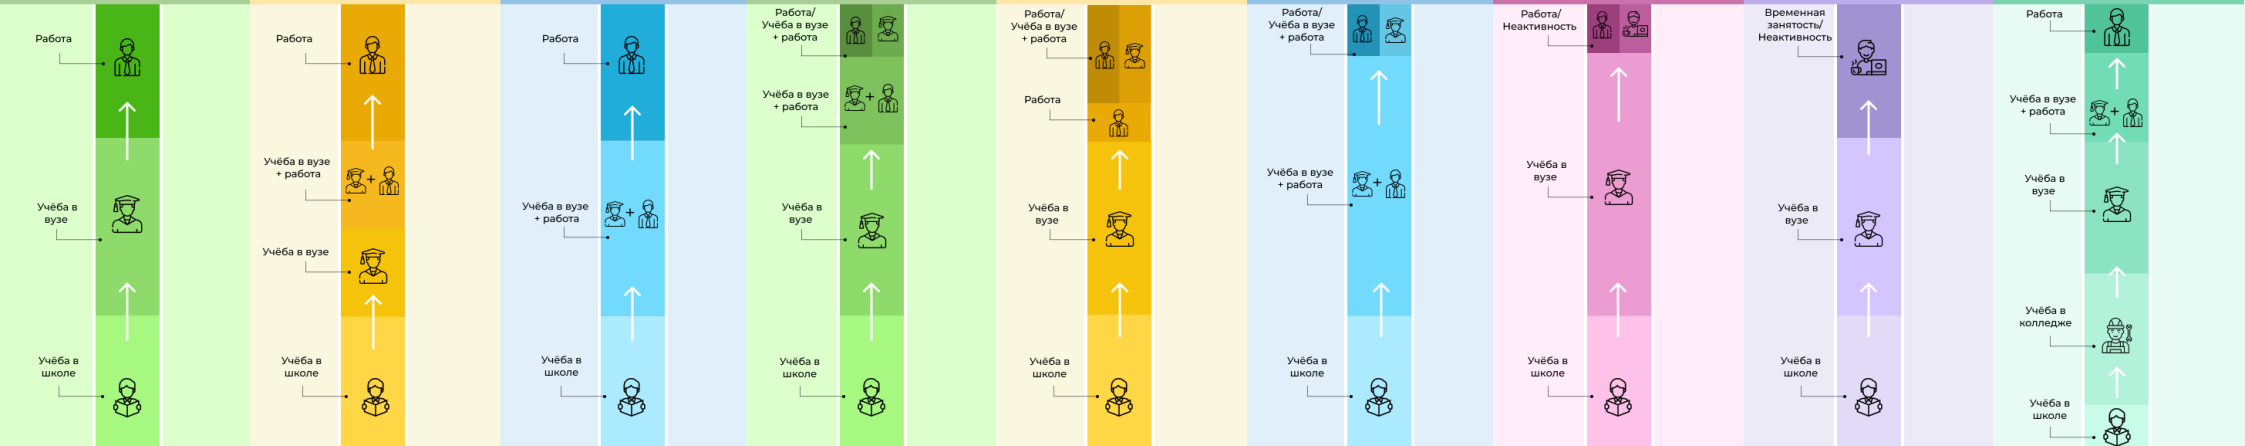 Работа
Учёба в
вузе
Учёба в
школе
Работа
Учёба в вузе
+ работа
Учёба в вузе
Учёба в
школе
Работа
Учёба в вузе
+ работа
Учёба в
школе
Работа/
Учёба в вузе
+ работа
Учёба в вузе
+ работа
Учёба в
вузе
Учёба в
школе
Работа/
Учёба в вузе
+ работа
Работа
Учёба в
вузе
Учёба в
школе
Работа/
Учёба в вузе
+ работа
Учёба в вузе
+ работа
Учёба в
школе
Работа/
Неактивность
Учёба в
вузе
Учёба в
школе
Временная
занятость/
Неактивность
Учёба в
вузе
Учёба в
школе
Работа
Учёба в вузе
+ работа
Учёба в
вузе
Учёба в
колледже
Учёба в
школе